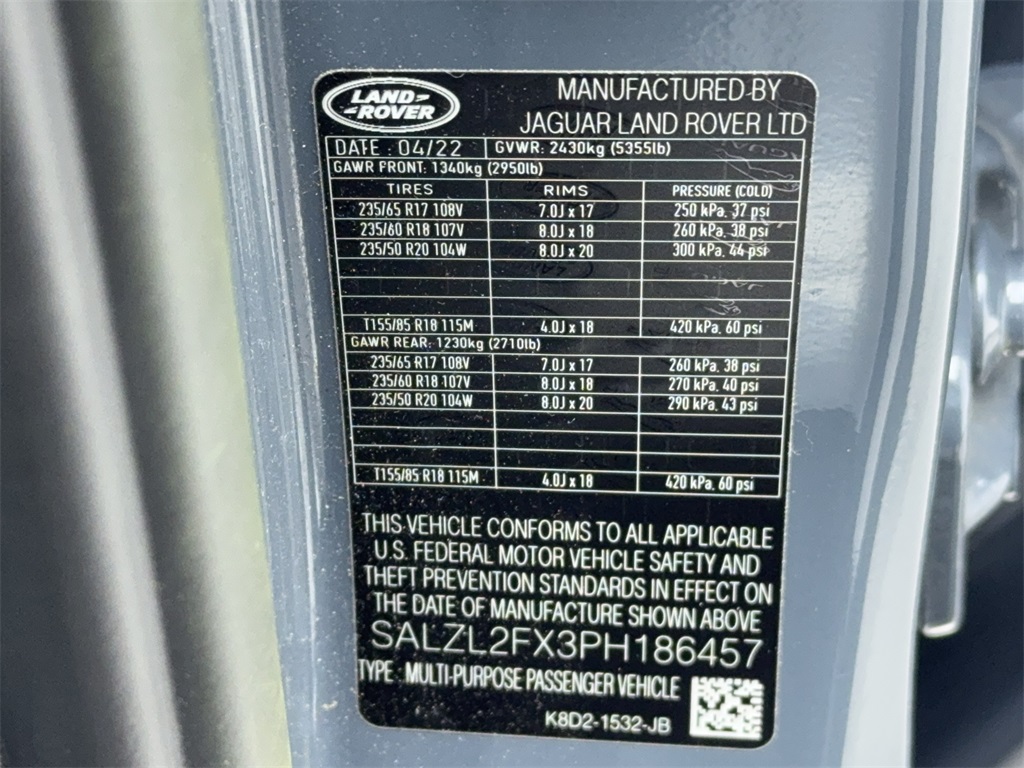 LAND-
-ROVER
MANUFACTURED BY
JAGUAR LAND ROVER LTD
DATE : 04/22 GVWR: 2430kg (5355lb)
GAWR FRONT: 1340kg (2950lb)
TIRES RIMS PRESSURE (COLD)
235/65 R17 108V 7.0J x 17 250 kPa, 37 psi
235/60 R18 107V 8.0J x 18 260 kPa, 38 psi
235/50 R20 104W 8.0J x 20 300 kPa, 44 psi
T155/85 R18 115M 4.0J x 18 420 kPa, 60 psi
GAWR REAR: 1230kg (2710lb)
235/65 R17 108V 7.0J x 17 260 kPa, 38 psi
235/60 R18 107V 8.0J x 18 270 kPa, 40 psi
235/50 R20 104W 8.0J x 20 290 kPa, 43 psi
T155/85 R18 115M 4.0J x 18 420 kPa, 60 psi
THIS VEHICLE CONFORMS TO ALL APPLICABLE
U.S. FEDERAL MOTOR VEHICLE SAFETY AND
THEFT PREVENTION STANDARDS IN EFFECT ON
THE DATE OF MANUFACTURE SHOWN ABOVE
SALZL2FX3PH186457
TYPE : MULTI-PURPOSE PASSENGER VEHICLE
K8D2-1532-JB